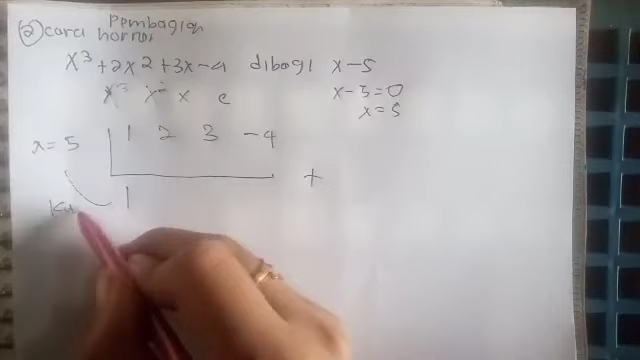 ② cara Pembagian
horner
x³ + 2x² + 3x - 4 dibagi x - 5
x³ x² x c
x - 5 = 0
x = 5
x = 5 1 2 3 -4
+
1
Ka